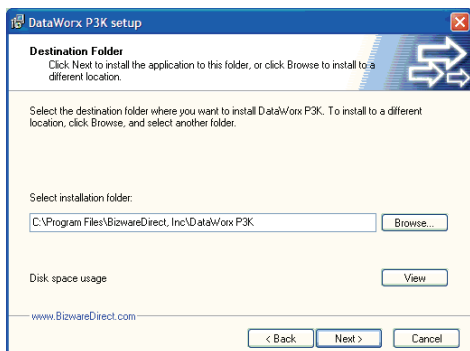 DataWorx P3K setup
Destination Folder
Click Next to install the application to this folder, or click Browse to install to a
different location.
Select the destination folder where you want to install DataWorx P3K. To install to a different
location, click Browse, and select another folder.
Select installation folder:
C:\Program Files\BizwareDirect, Inc\DataWorx P3K
Browse...
Disk space usage
View
www.BizwareDirect.com
< Back
Next >
Cancel